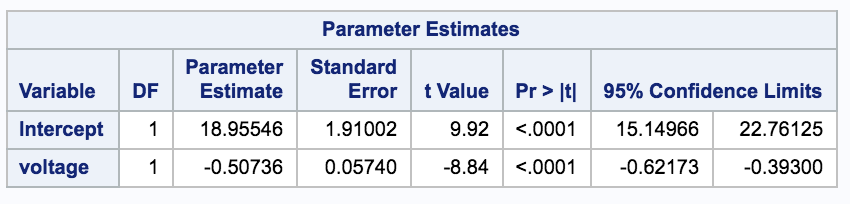 Parameter Estimates
Variable DF Parameter Estimate Standard Error t Value Pr > |t| 95% Confidence Limits
Intercept 1 18.95546 1.91002 9.92 <.0001 15.14966 22.76125
voltage 1 -0.50736 0.05740 -8.84 <.0001 -0.62173 -0.39300